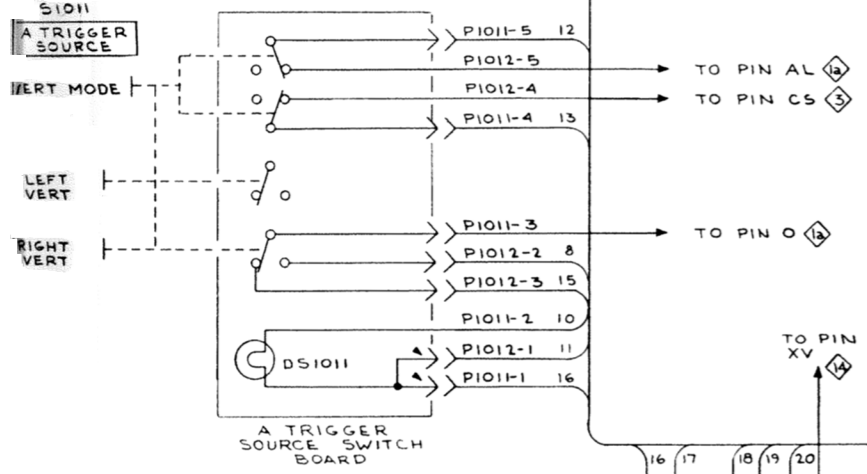 S1011
A TRIGGER
SOURCE
VERT MODE
LEFT
VERT
RIGHT
VERT
P1011-5 12
P1012-5
TO PIN AL 1a
P1012-4
TO PIN CS 3
P1011-4 13
P1011-3
TO PIN O 1a
P1012-2 8
P1012-3 15
P1011-2 10
P1012-1 11
P1011-1 16
DS1011
A TRIGGER
SOURCE SWITCH
BOARD
TO PIN
XV
14
16 17 18 19 20